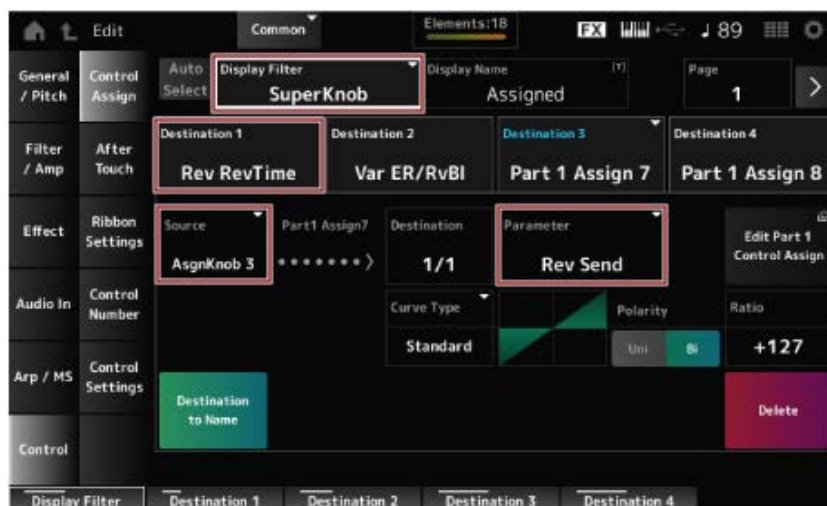 Edit
Common
Elements:18
FX
89
General / Pitch
Control Assign
Auto Select
Display Filter
SuperKnob
Display Name
[T]
Assigned
Page
1
Filter / Amp
After Touch
Destination 1
Rev RevTime
Destination 2
Var ER/RvBl
Destination 3
Part 1 Assign 7
Destination 4
Part 1 Assign 8
Effect
Ribbon Settings
Source
AsgnKnob 3
Part1 Assign7
Destination
1/1
Parameter
Rev Send
Edit Part 1
Control Assign
Audio In
Control Number
Curve Type
Standard
Polarity
Uni
Bi
Ratio
+127
Arp / MS
Control Settings
Destination
to Name
Delete
Control
Display Filter
Destination 1
Destination 2
Destination 3
Destination 4